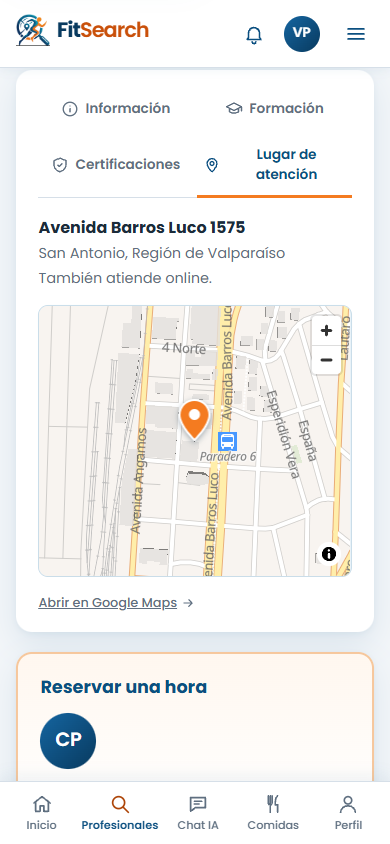 FitSearch
VP
Información
Formación
Certificaciones
Lugar de
atención
Avenida Barros Luco 1575
San Antonio, Región de Valparaíso
También atiende online.
4 Norte
Avenida Barros Luco
Lautaro
+
−
Esperidión Vera
España
Paradero 6
Avenida Angamos
enida Barros Luco
Abrir en Google Maps →
Reservar una hora
CP
Inicio
Profesionales
Chat IA
Comidas
Perfil